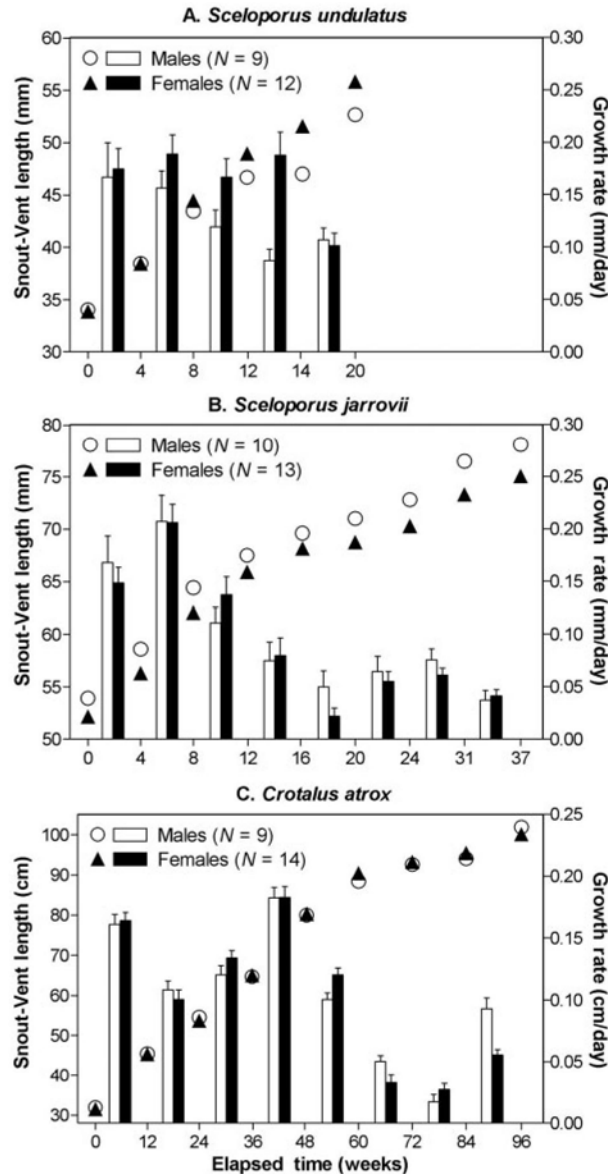 A. Sceloporus undulatus
60
55
50
45
40
35
30
Snout-Vent length (mm)
Males (N = 9)
Females (N = 12)
0.30
0.25
0.20
0.15
0.10
0.05
0.00
Growth rate
(mm/day)
0 4 8 12 14 20
B. Sceloporus jarrovii
80
75
70
65
60
55
50
Snout-Vent length (mm)
Males (N = 10)
Females (N = 13)
0.30
0.25
0.20
0.15
0.10
0.05
0.00
Growth rate
(mm/day)
0 4 8 12 16 20 24 31 37
C. Crotalus atrox
100
90
80
70
60
50
40
30
Snout-Vent length (cm)
Males (N = 9)
Females (N = 14)
0.25
0.20
0.15
0.10
0.05
0.00
Growth rate
(cm/day)
0 12 24 36 48 60 72 84 96
Elapsed time (weeks)